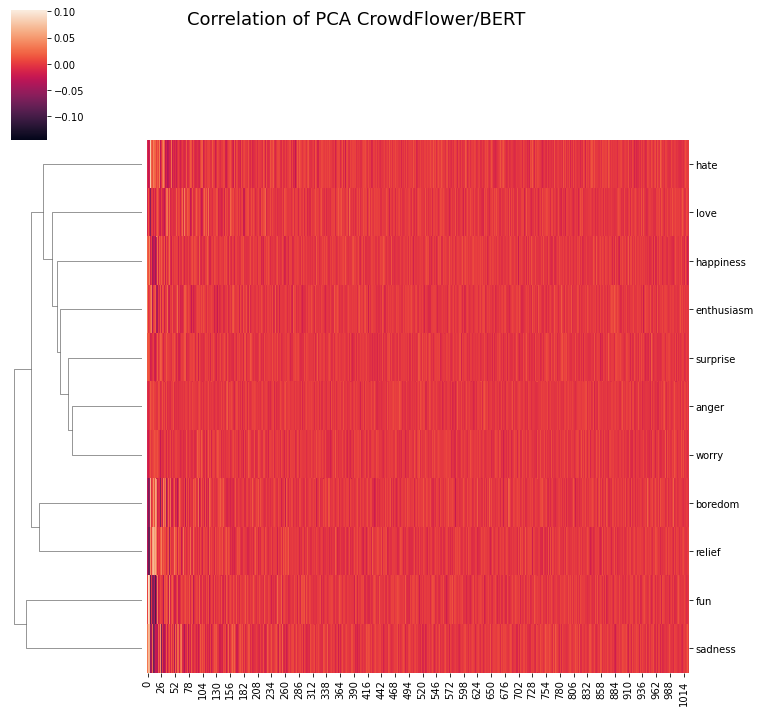 Correlation of PCA CrowdFlower/BERT
0.10
0.05
0.00
−0.05
−0.10
hate
love
happiness
enthusiasm
surprise
anger
worry
boredom
relief
fun
sadness
0 26 52 78 104 130 156 182 208 234 260 286 312 338 364 390 416 442 468 494 520 546 572 598 624 650 676 702 728 754 780 806 832 858 884 910 936 962 988 1014